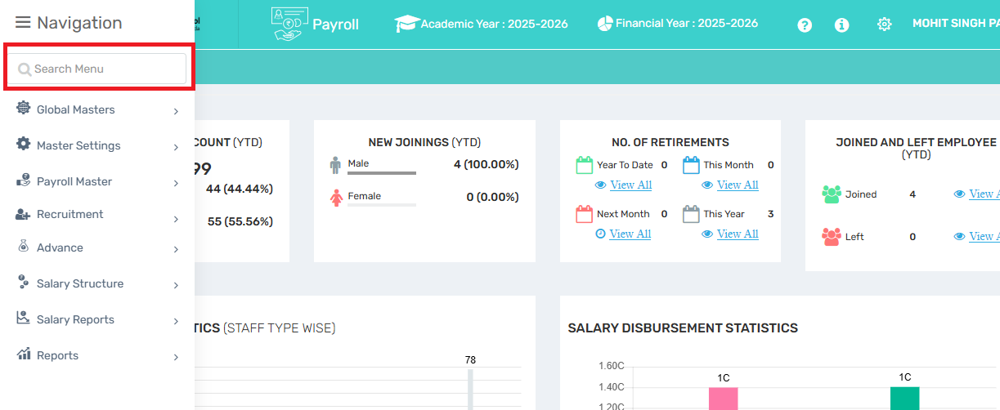 Navigation
Payroll
Academic Year : 2025-2026
Financial Year : 2025-2026
MOHIT SINGH PA
Search Menu
Global Masters
Master Settings
Payroll Master
Recruitment
Advance
Salary Structure
Salary Reports
Reports
COUNT (YTD)
99
44 (44.44%)
55 (55.56%)
NEW JOININGS (YTD)
Male 4 (100.00%)
Female 0 (0.00%)
NO. OF RETIREMENTS
Year To Date 0 This Month 0
View All View All
Next Month 0 This Year 3
View All View All
JOINED AND LEFT EMPLOYEE
(YTD)
Joined 4 View A
Left 0 View A
TICS (STAFF TYPE WISE)
78
SALARY DISBURSEMENT STATISTICS
1.60C
1.40C
1.20C
1C
1C